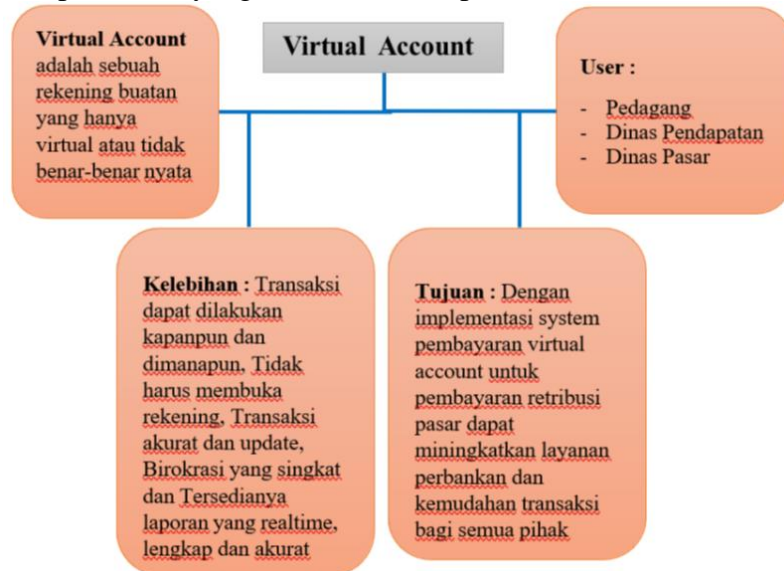 Virtual Account
Virtual Account
adalah sebuah
rekening buatan
yang hanya
virtual atau tidak
benar-benar nyata
User :
- Pedagang
- Dinas Pendapatan
- Dinas Pasar
Kelebihan : Transaksi
dapat dilakukan
kapanpun dan
dimanapun, Tidak
harus membuka
rekening, Transaksi
akurat dan update,
Birokrasi yang singkat
dan Tersedianya
laporan yang realtime,
lengkap dan akurat
Tujuan : Dengan
implementasi system
pembayaran virtual
account untuk
pembayaran retribusi
pasar dapat
miningkatkan layanan
perbankan dan
kemudahan transaksi
bagi semua pihak